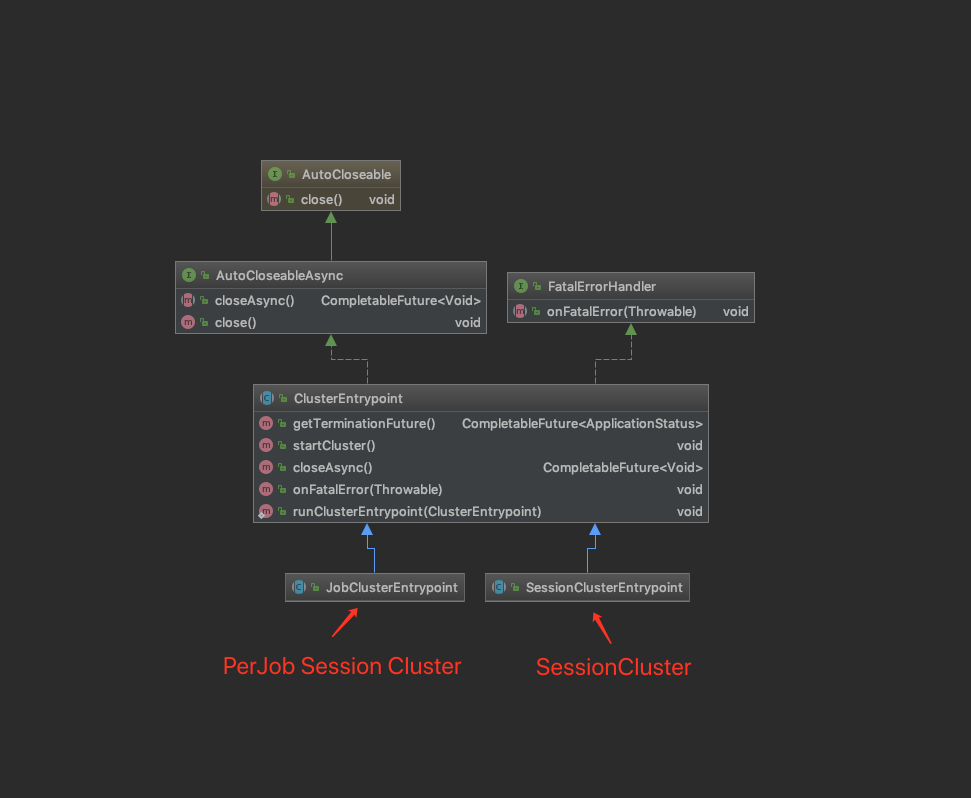 AutoCloseable
close() void
AutoCloseableAsync
closeAsync() CompletableFuture<Void>
close() void
FatalErrorHandler
onFatalError(Throwable) void
ClusterEntrypoint
getTerminationFuture() CompletableFuture<ApplicationStatus>
startCluster() void
closeAsync() CompletableFuture<Void>
onFatalError(Throwable) void
runClusterEntrypoint(ClusterEntrypoint) void
JobClusterEntrypoint
SessionClusterEntrypoint
PerJob Session Cluster
SessionCluster